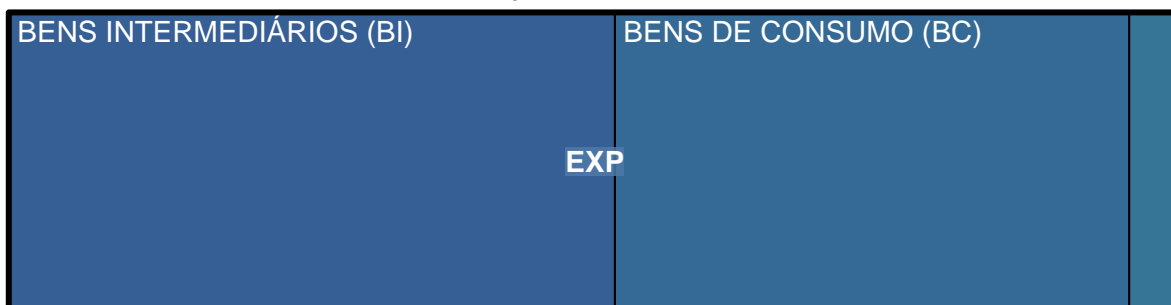 BENS INTERMEDIÁRIOS (BI)
BENS DE CONSUMO (BC)
EXP